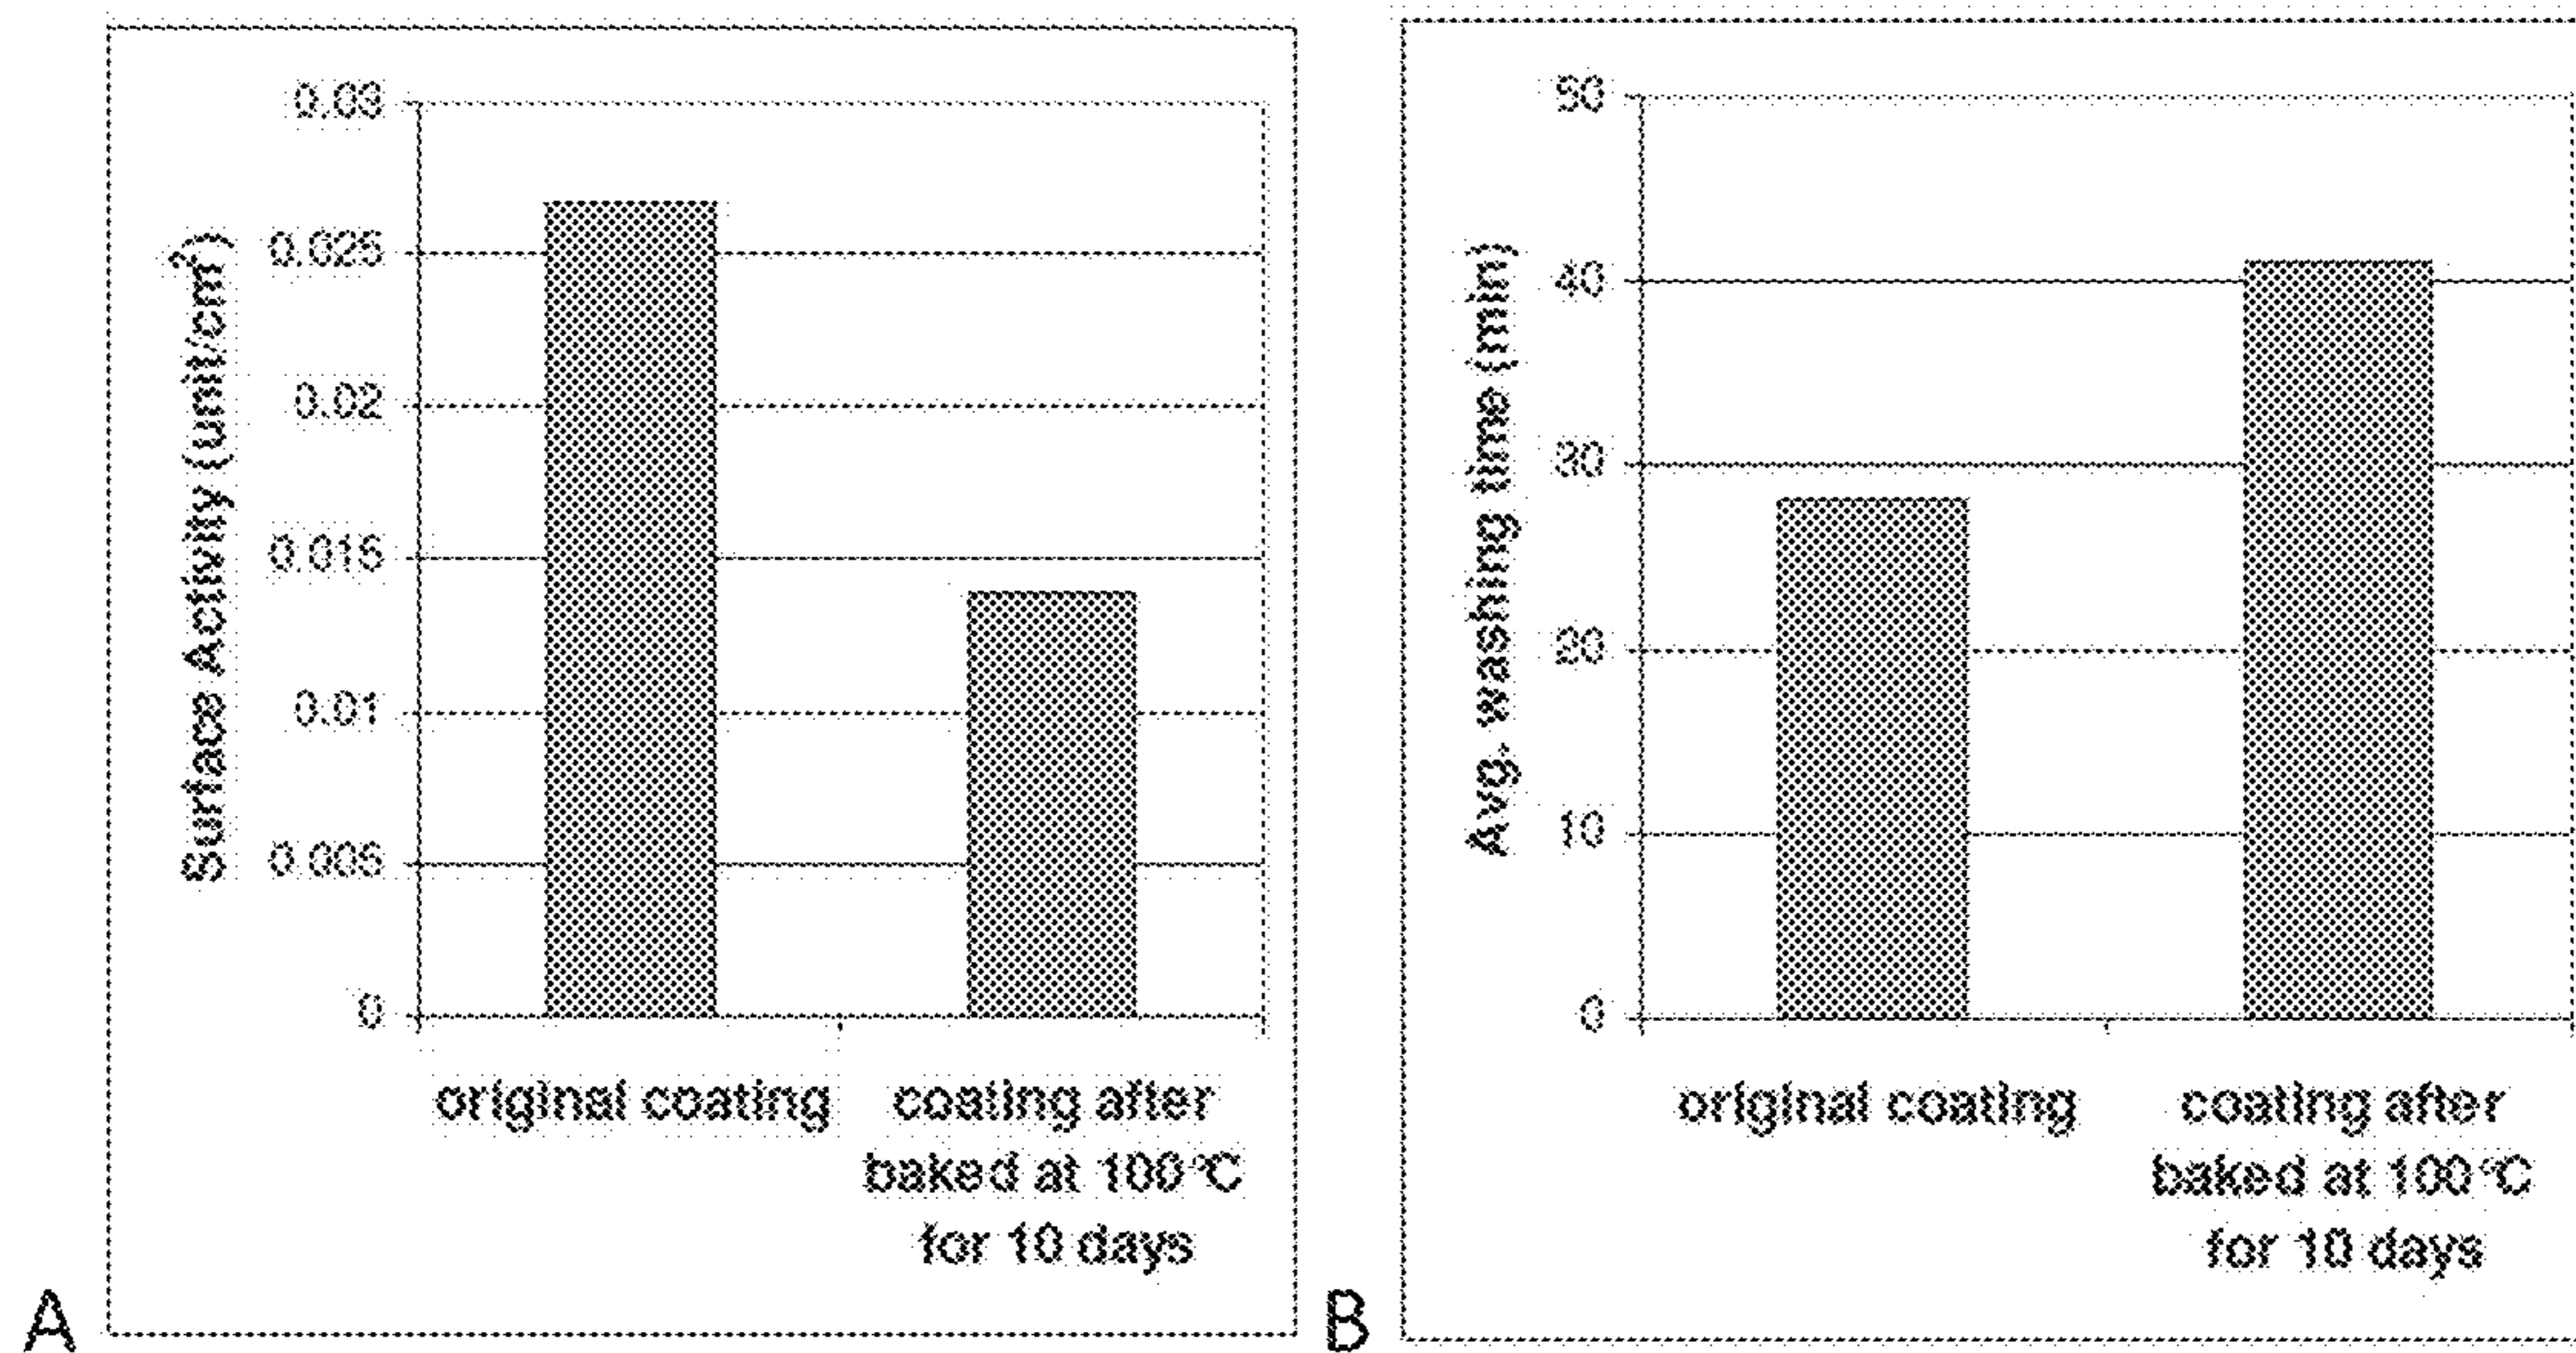 Surface Activity (unit/cm²)
0.03
0.025
0.02
0.015
0.01
0.005
0
original coating
coating after
baked at 100°C
for 10 days
A
Avg. washing time (min)
50
40
30
20
10
0
original coating
coating after
baked at 100°C
for 10 days
B